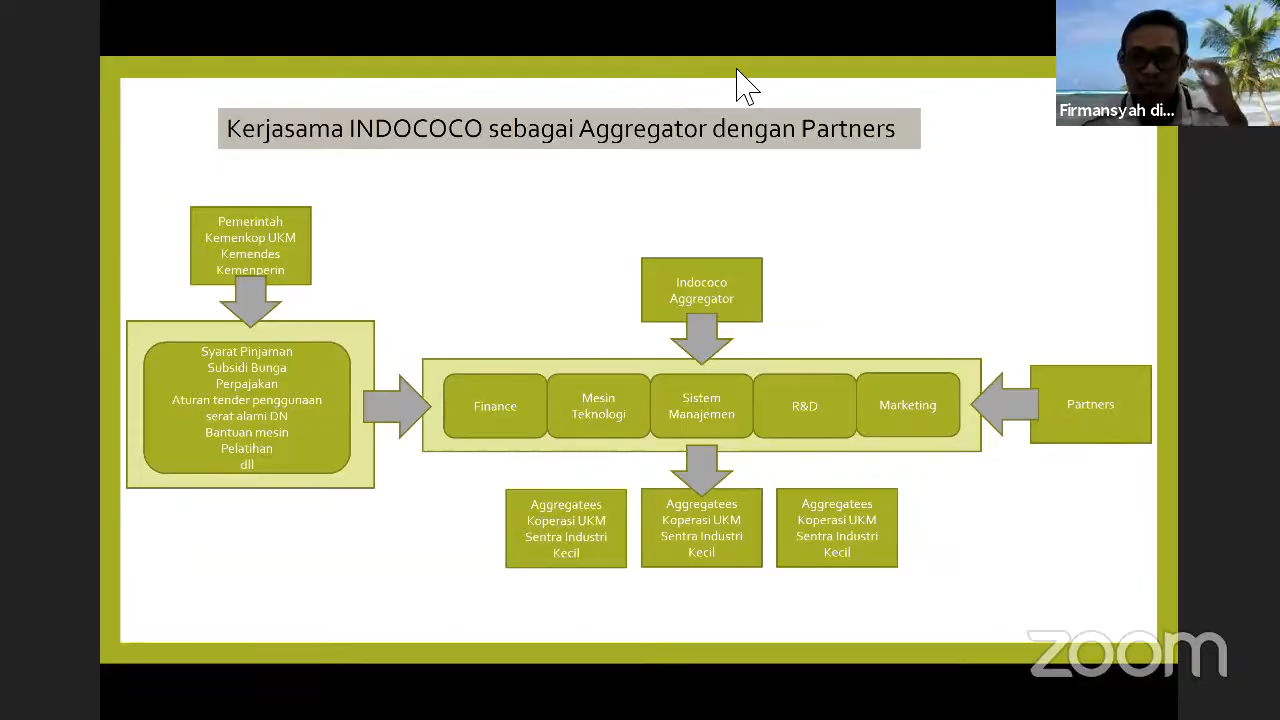 Firmansyah di...
Kerjasama INDOCOCO sebagai Aggregator dengan Partners
Pemerintah
Kemenkop UKM
Kemendes
Kemenperin
Indococo
Aggregator
Syarat Pinjaman
Subsidi Bunga
Perpajakan
Aturan tender penggunaan
serat alami DN
Bantuan mesin
Pelatihan
dll
Finance
Mesin
Teknologi
Sistem
Manajemen
R&D
Marketing
Partners
Aggregatees
Koperasi UKM
Sentra Industri
Kecil
Aggregatees
Koperasi UKM
Sentra Industri
Kecil
Aggregatees
Koperasi UKM
Sentra Industri
Kecil
zoom